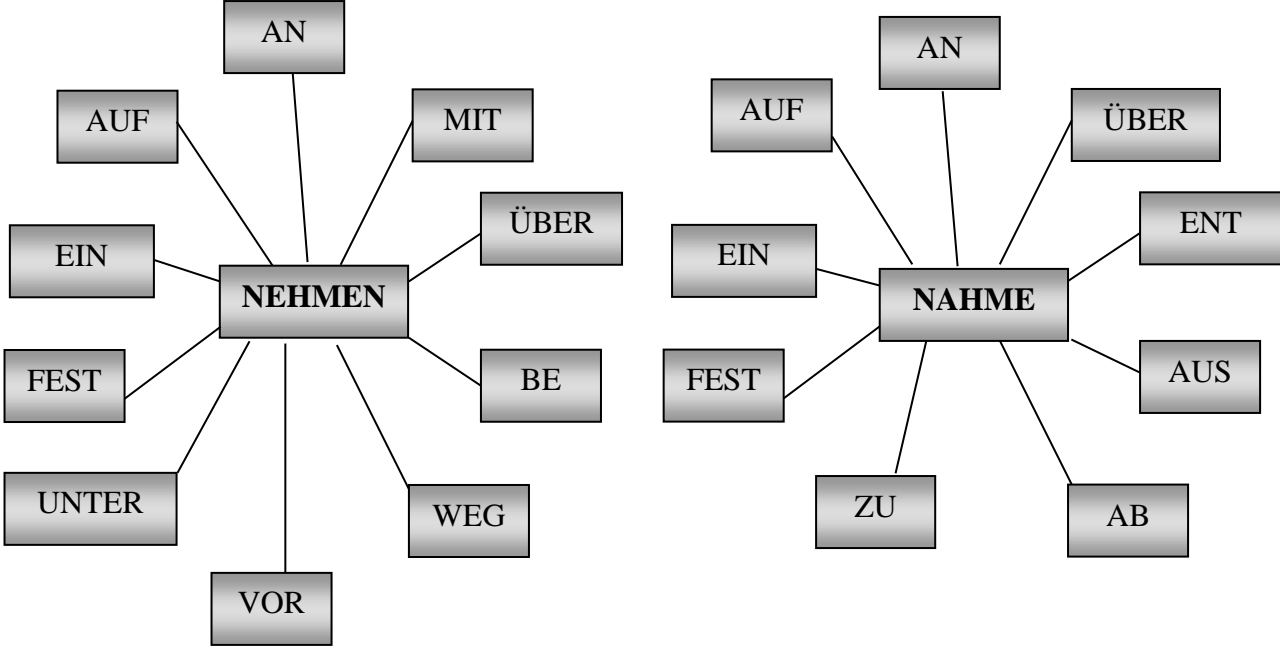 AN
AUF
MIT
ÜBER
EIN
NEHMEN
FEST
BE
UNTER
WEG
VOR
AN
AUF
ÜBER
ENT
EIN
NAHME
FEST
AUS
ZU
AB